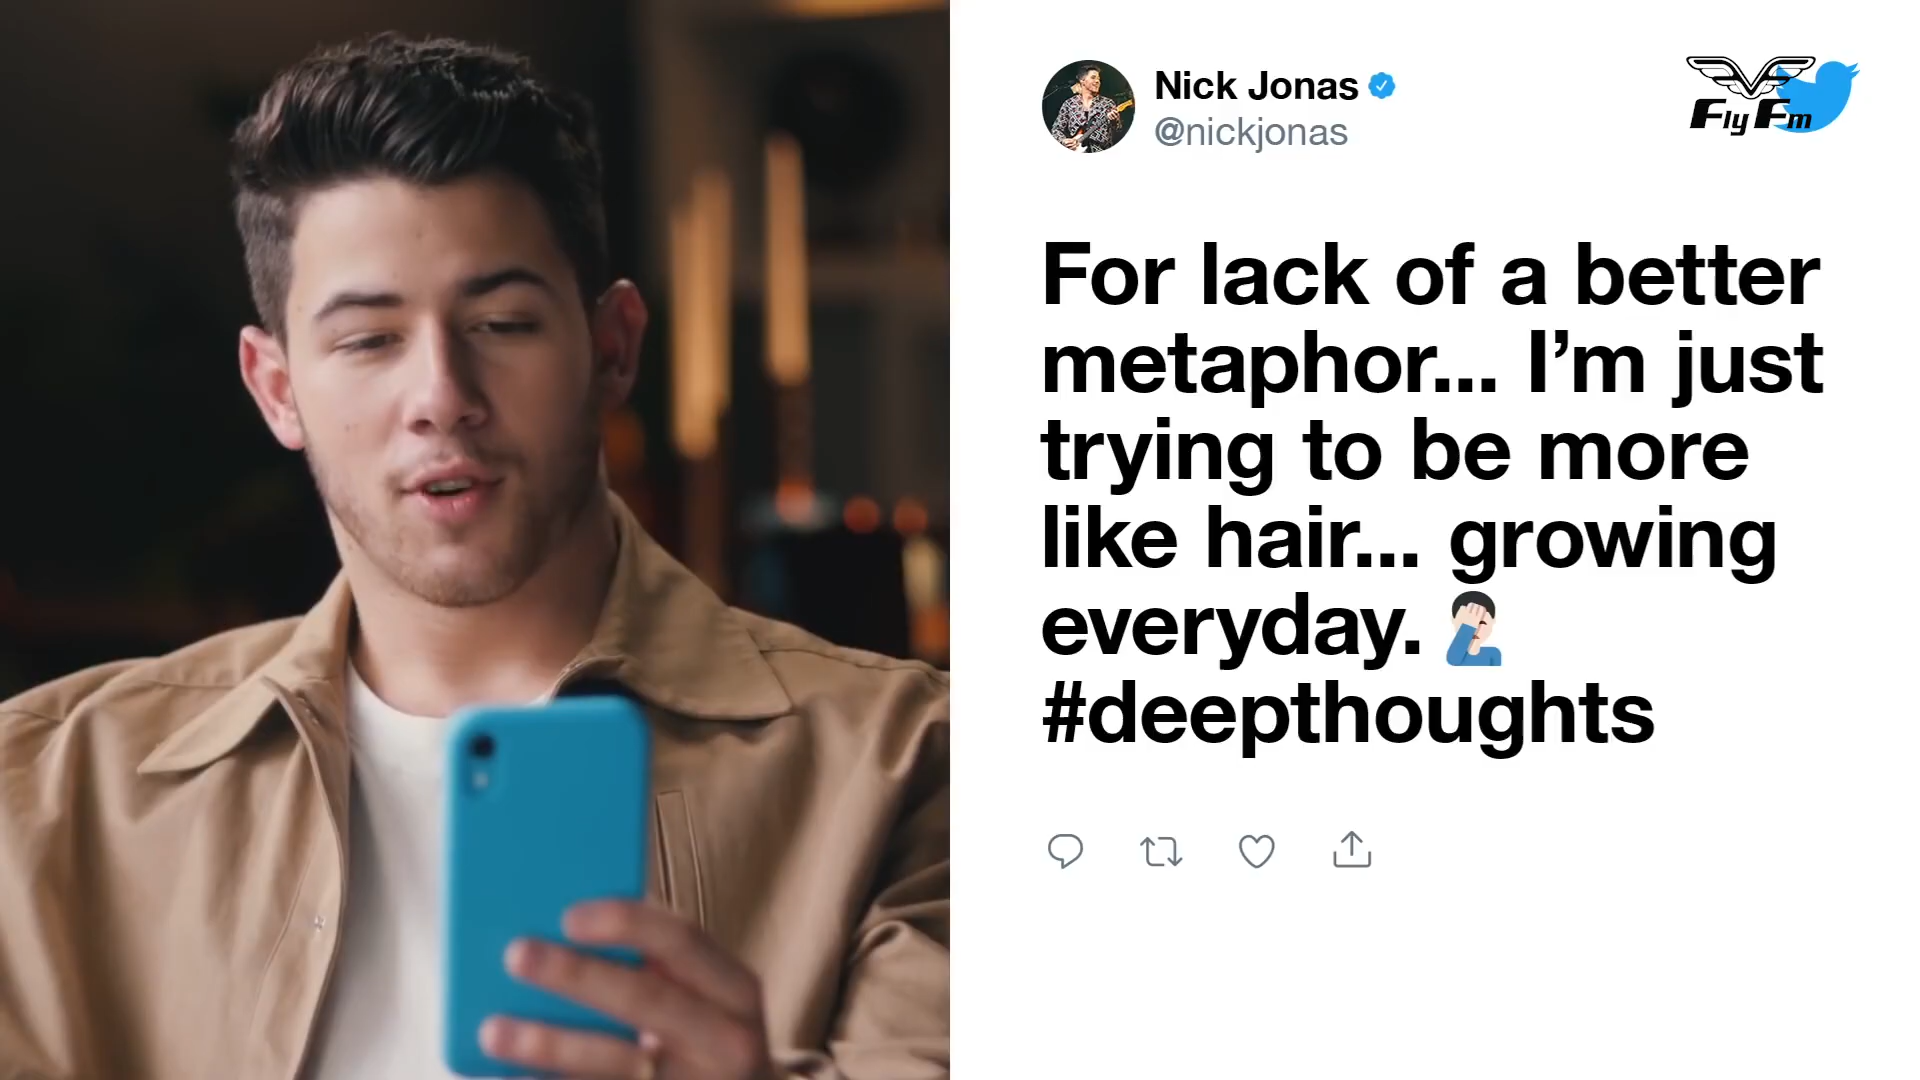 Nick Jonas
@nickjonas
Fly Fm
For lack of a better
metaphor... I’m just
trying to be more
like hair... growing
everyday. 🤦🏻‍♂️
#deepthoughts